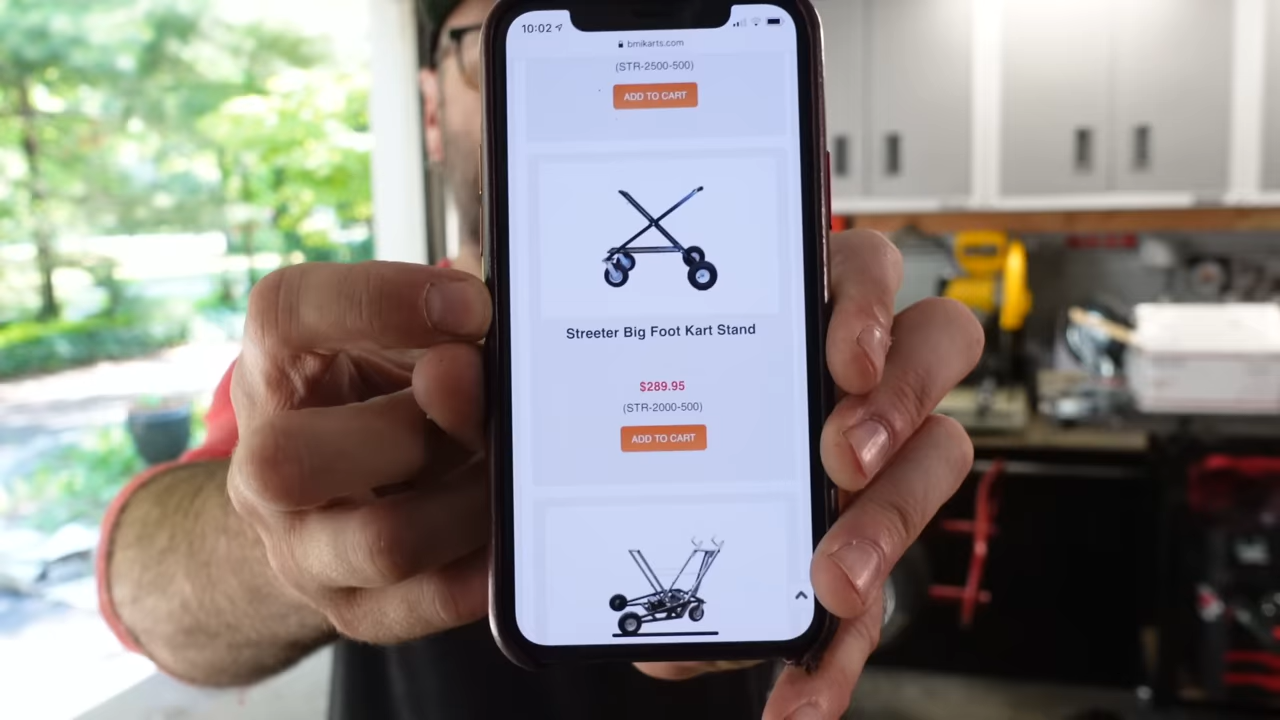 10:02
bmikarts.com
(STR-2500-500)
ADD TO CART
Streeter Big Foot Kart Stand
$289.95
(STR-2000-500)
ADD TO CART